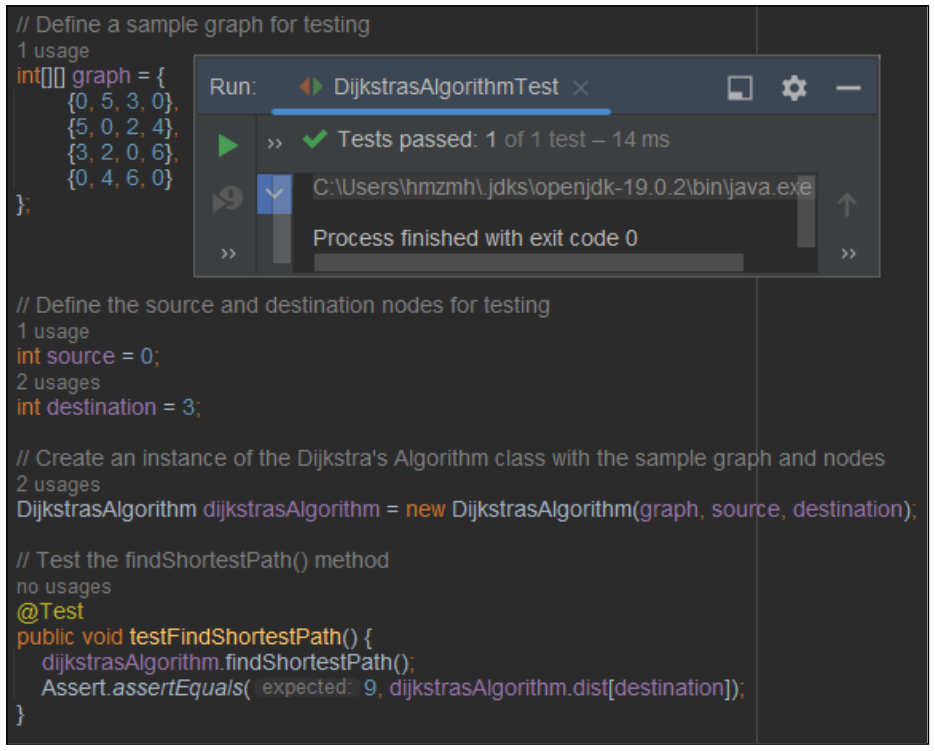 // Define a sample graph for testing
1 usage
int[][] graph = {
{0, 5, 3, 0},
{5, 0, 2, 4},
{3, 2, 0, 6},
{0, 4, 6, 0}
};
Run: DijkstrasAlgorithmTest ×
>> Tests passed: 1 of 1 test – 14 ms
C:\Users\hmzmh\.jdks\openjdk-19.0.2\bin\java.exe
Process finished with exit code 0
>> >>
// Define the source and destination nodes for testing
1 usage
int source = 0;
2 usages
int destination = 3;
// Create an instance of the Dijkstra's Algorithm class with the sample graph and nodes
2 usages
DijkstrasAlgorithm dijkstrasAlgorithm = new DijkstrasAlgorithm(graph, source, destination);
// Test the findShortestPath() method
no usages
@Test
public void testFindShortestPath() {
dijkstrasAlgorithm.findShortestPath();
Assert.assertEquals( expected: 9, dijkstrasAlgorithm.dist[destination]);
}